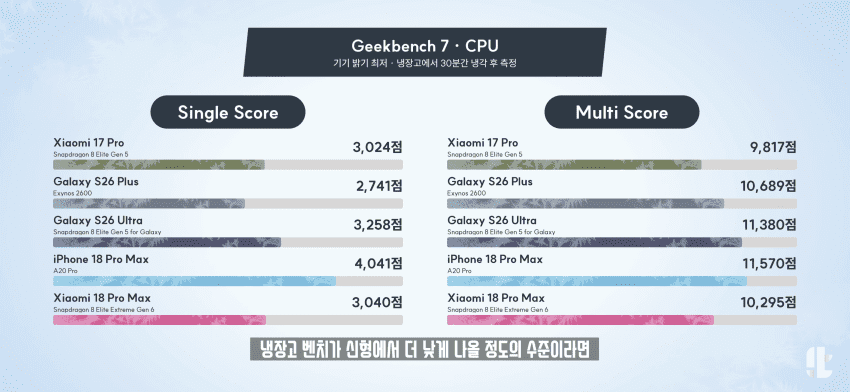 Geekbench 7 · CPU
기기 밝기 최저 · 냉장고에서 30분간 냉각 후 측정
Single Score
Xiaomi 17 Pro
Snapdragon 8 Elite Gen 5
3,024점
Galaxy S26 Plus
Exynos 2600
2,741점
Galaxy S26 Ultra
Snapdragon 8 Elite Gen 5 for Galaxy
3,258점
iPhone 18 Pro Max
A20 Pro
4,041점
Xiaomi 18 Pro Max
Snapdragon 8 Elite Extreme Gen 6
3,040점
Multi Score
Xiaomi 17 Pro
Snapdragon 8 Elite Gen 5
9,817점
Galaxy S26 Plus
Exynos 2600
10,689점
Galaxy S26 Ultra
Snapdragon 8 Elite Gen 5 for Galaxy
11,380점
iPhone 18 Pro Max
A20 Pro
11,570점
Xiaomi 18 Pro Max
Snapdragon 8 Elite Extreme Gen 6
10,295점
냉장고 벤치가 신형에서 더 낮게 나올 정도의 수준이라면